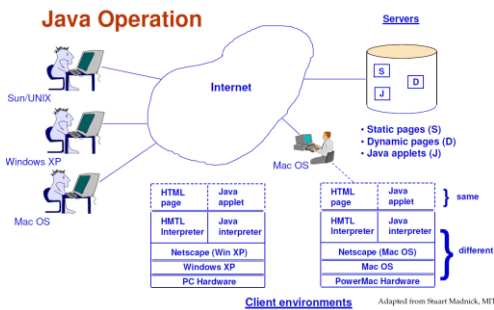 Java Operation
Servers
Sun/UNIX
Internet
S
D
J
Windows XP
• Static pages (S)
• Dynamic pages (D)
• Java applets (J)
Mac OS
Mac OS
HTML page
Java applet
HMTL Interpreter
Java interpreter
Netscape (Win XP)
Windows XP
PC Hardware
HTML page
Java applet
same
HMTL Interpreter
Java interpreter
different
Netscape (Mac OS)
Mac OS
PowerMac Hardware
Client environments
Adapted from Stuart Madnick, MIT